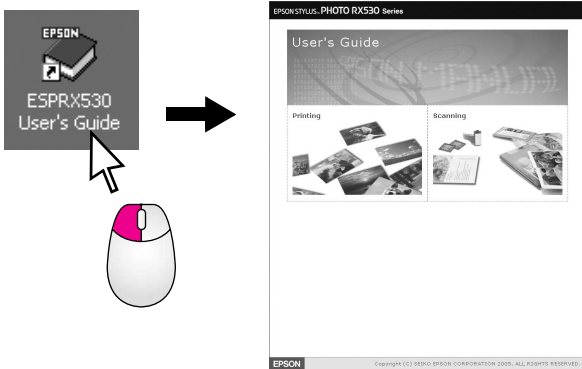 EPSON
ESPRX530
User's Guide
EPSON STYLUS™ PHOTO RX530 Series
User's Guide
Printing
Scanning
EPSON
Copyright (C) SEIKO EPSON CORPORATION 2005, ALL RIGHTS RESERVED.